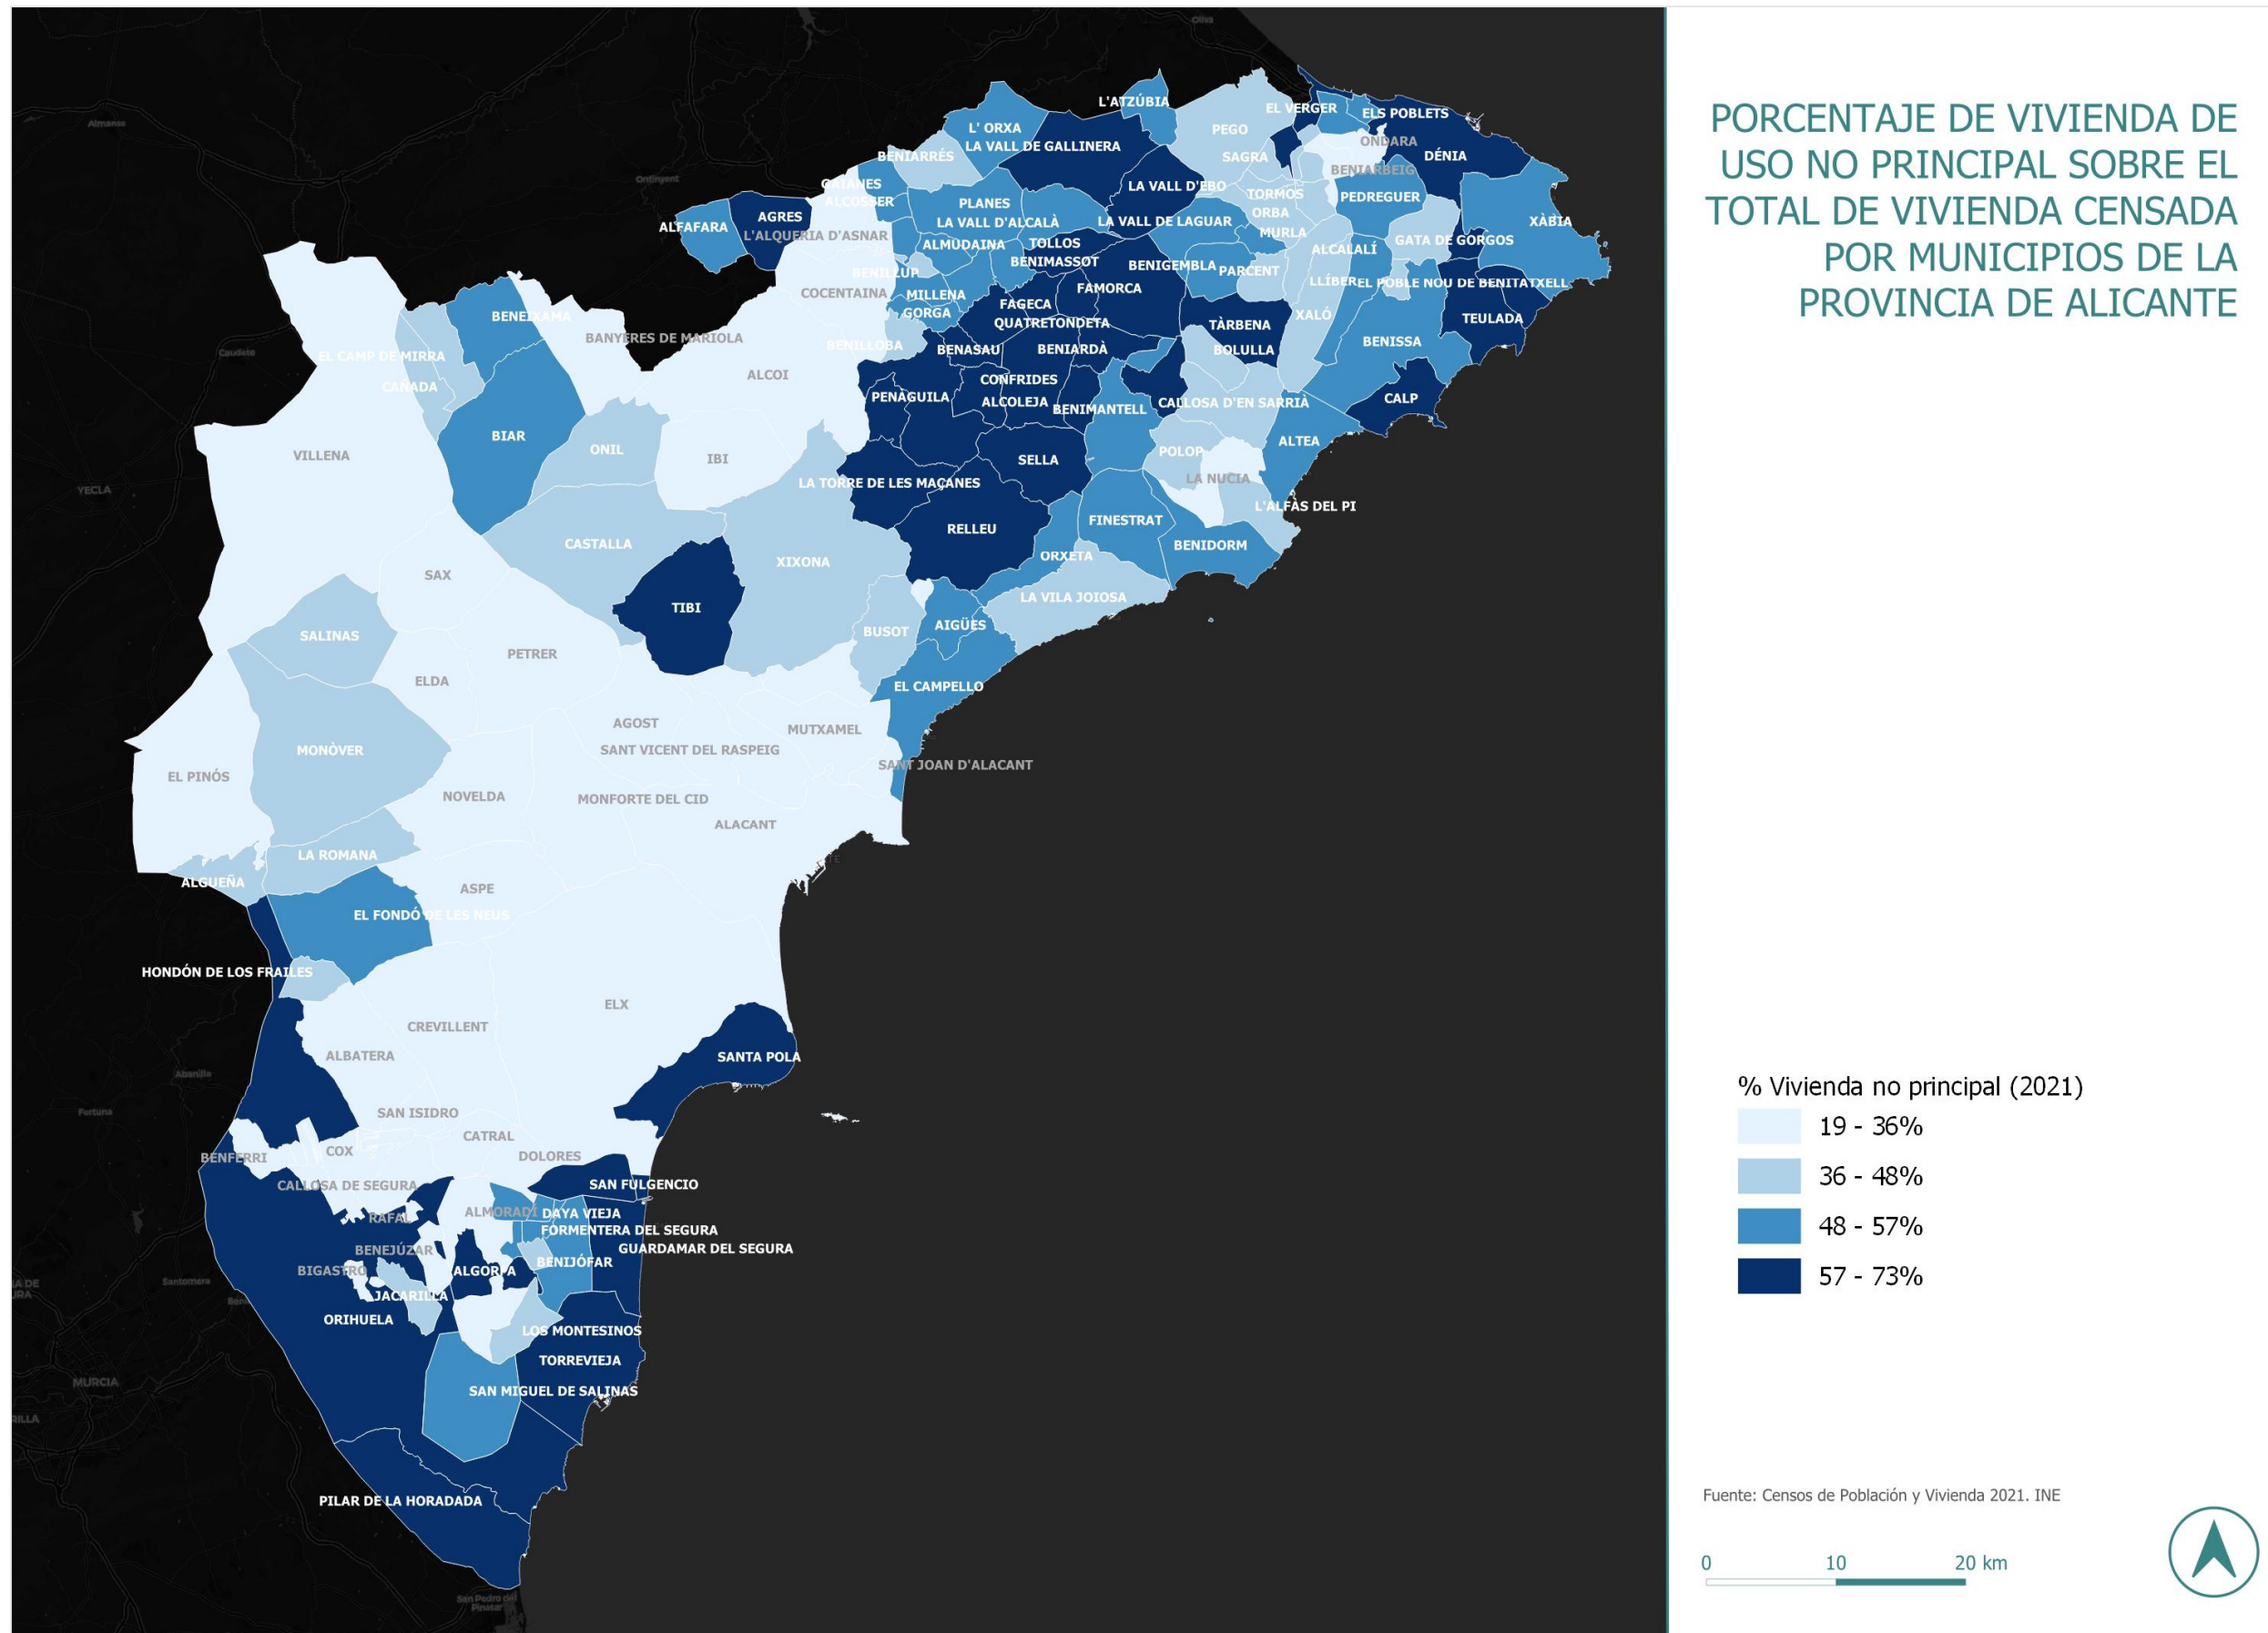 PORCENTAJE DE VIVIENDA DE
USO NO PRINCIPAL SOBRE EL
TOTAL DE VIVIENDA CENSADA
POR MUNICIPIOS DE LA
PROVINCIA DE ALICANTE
Oliva
Almansa
Ontinyent
Caudete
YECLA
L'ATZÚBIA
EL VERGER
ELS POBLETS
L' ORXA
PEGO
ONDARA
LA VALL DE GALLINERA
BENIARRÉS
SAGRA
DÉNIA
BENIARBEIG
GAIANES
LA VALL D'EBO
TORMOS
PEDREGUER
ALCOSSER
PLANES
ORBA
AGRES
LA VALL D'ALCALÀ
LA VALL DE LAGUAR
XÀBIA
ALFAFARA
L'ALQUERIA D'ASNAR
MURLA
GATA DE GORGOS
ALMUDAINA
TOLLOS
ALCALALÍ
BENIMASSOT
BENIGEMBLA
PARCENT
BENILLUP
LLÍBER
EL POBLE NOU DE BENITATXELL
COCENTAINA
MILLENA
FAMORCA
FAGECA
GORGA
BENEIXAMA
QUATRETONDETA
TÀRBENA
XALÓ
TEULADA
BANYERES DE MARIOLA
BENISSA
BENILLOBA
BENASAU
BENIARDÀ
BOLULLA
EL CAMP DE MIRRA
CAÑADA
ALCOI
CONFRIDES
PENÀGUILA
ALCOLEJA
BENIMANTELL
CALLOSA D'EN SARRIÀ
CALP
BIAR
ALTEA
ONIL
VILLENA
IBI
SELLA
POLOP
LA NUCIA
LA TORRE DE LES MAÇANES
L'ALFÀS DEL PI
RELLEU
FINESTRAT
CASTALLA
BENIDORM
XIXONA
ORXETA
SAX
LA VILA JOIOSA
TIBI
BUSOT
AIGÜES
SALINAS
PETRER
ELDA
EL CAMPELLO
AGOST
MUTXAMEL
MONÒVER
SANT VICENT DEL RASPEIG
SANT JOAN D'ALACANT
EL PINÓS
NOVELDA
MONFORTE DEL CID
ALACANT
LA ROMANA
ALGUEÑA
ASPE
EL FONDÓ DE LES NEUS
HONDÓN DE LOS FRAILES
ELX
CREVILLENT
ALBATERA
SANTA POLA
Abanilla
Fortuna
SAN ISIDRO
CATRAL
COX
BENFERRI
DOLORES
CALLOSA DE SEGURA
SAN FULGENCIO
RAFAL
ALMORADÍ
DAYA VIEJA
FORMENTERA DEL SEGURA
BENEJÚZAR
GUARDAMAR DEL SEGURA
BENIJÓFAR
BIGASTRO
ALGORFA
Santomera
JACARILLA
ORIHUELA
LOS MONTESINOS
TORREVIEJA
MURCIA
SAN MIGUEL DE SALINAS
PILAR DE LA HORADADA
San Pedro del
Pinatar
% Vivienda no principal (2021)
19 - 36%
36 - 48%
48 - 57%
57 - 73%
Fuente: Censos de Población y Vivienda 2021. INE
0 10 20 km